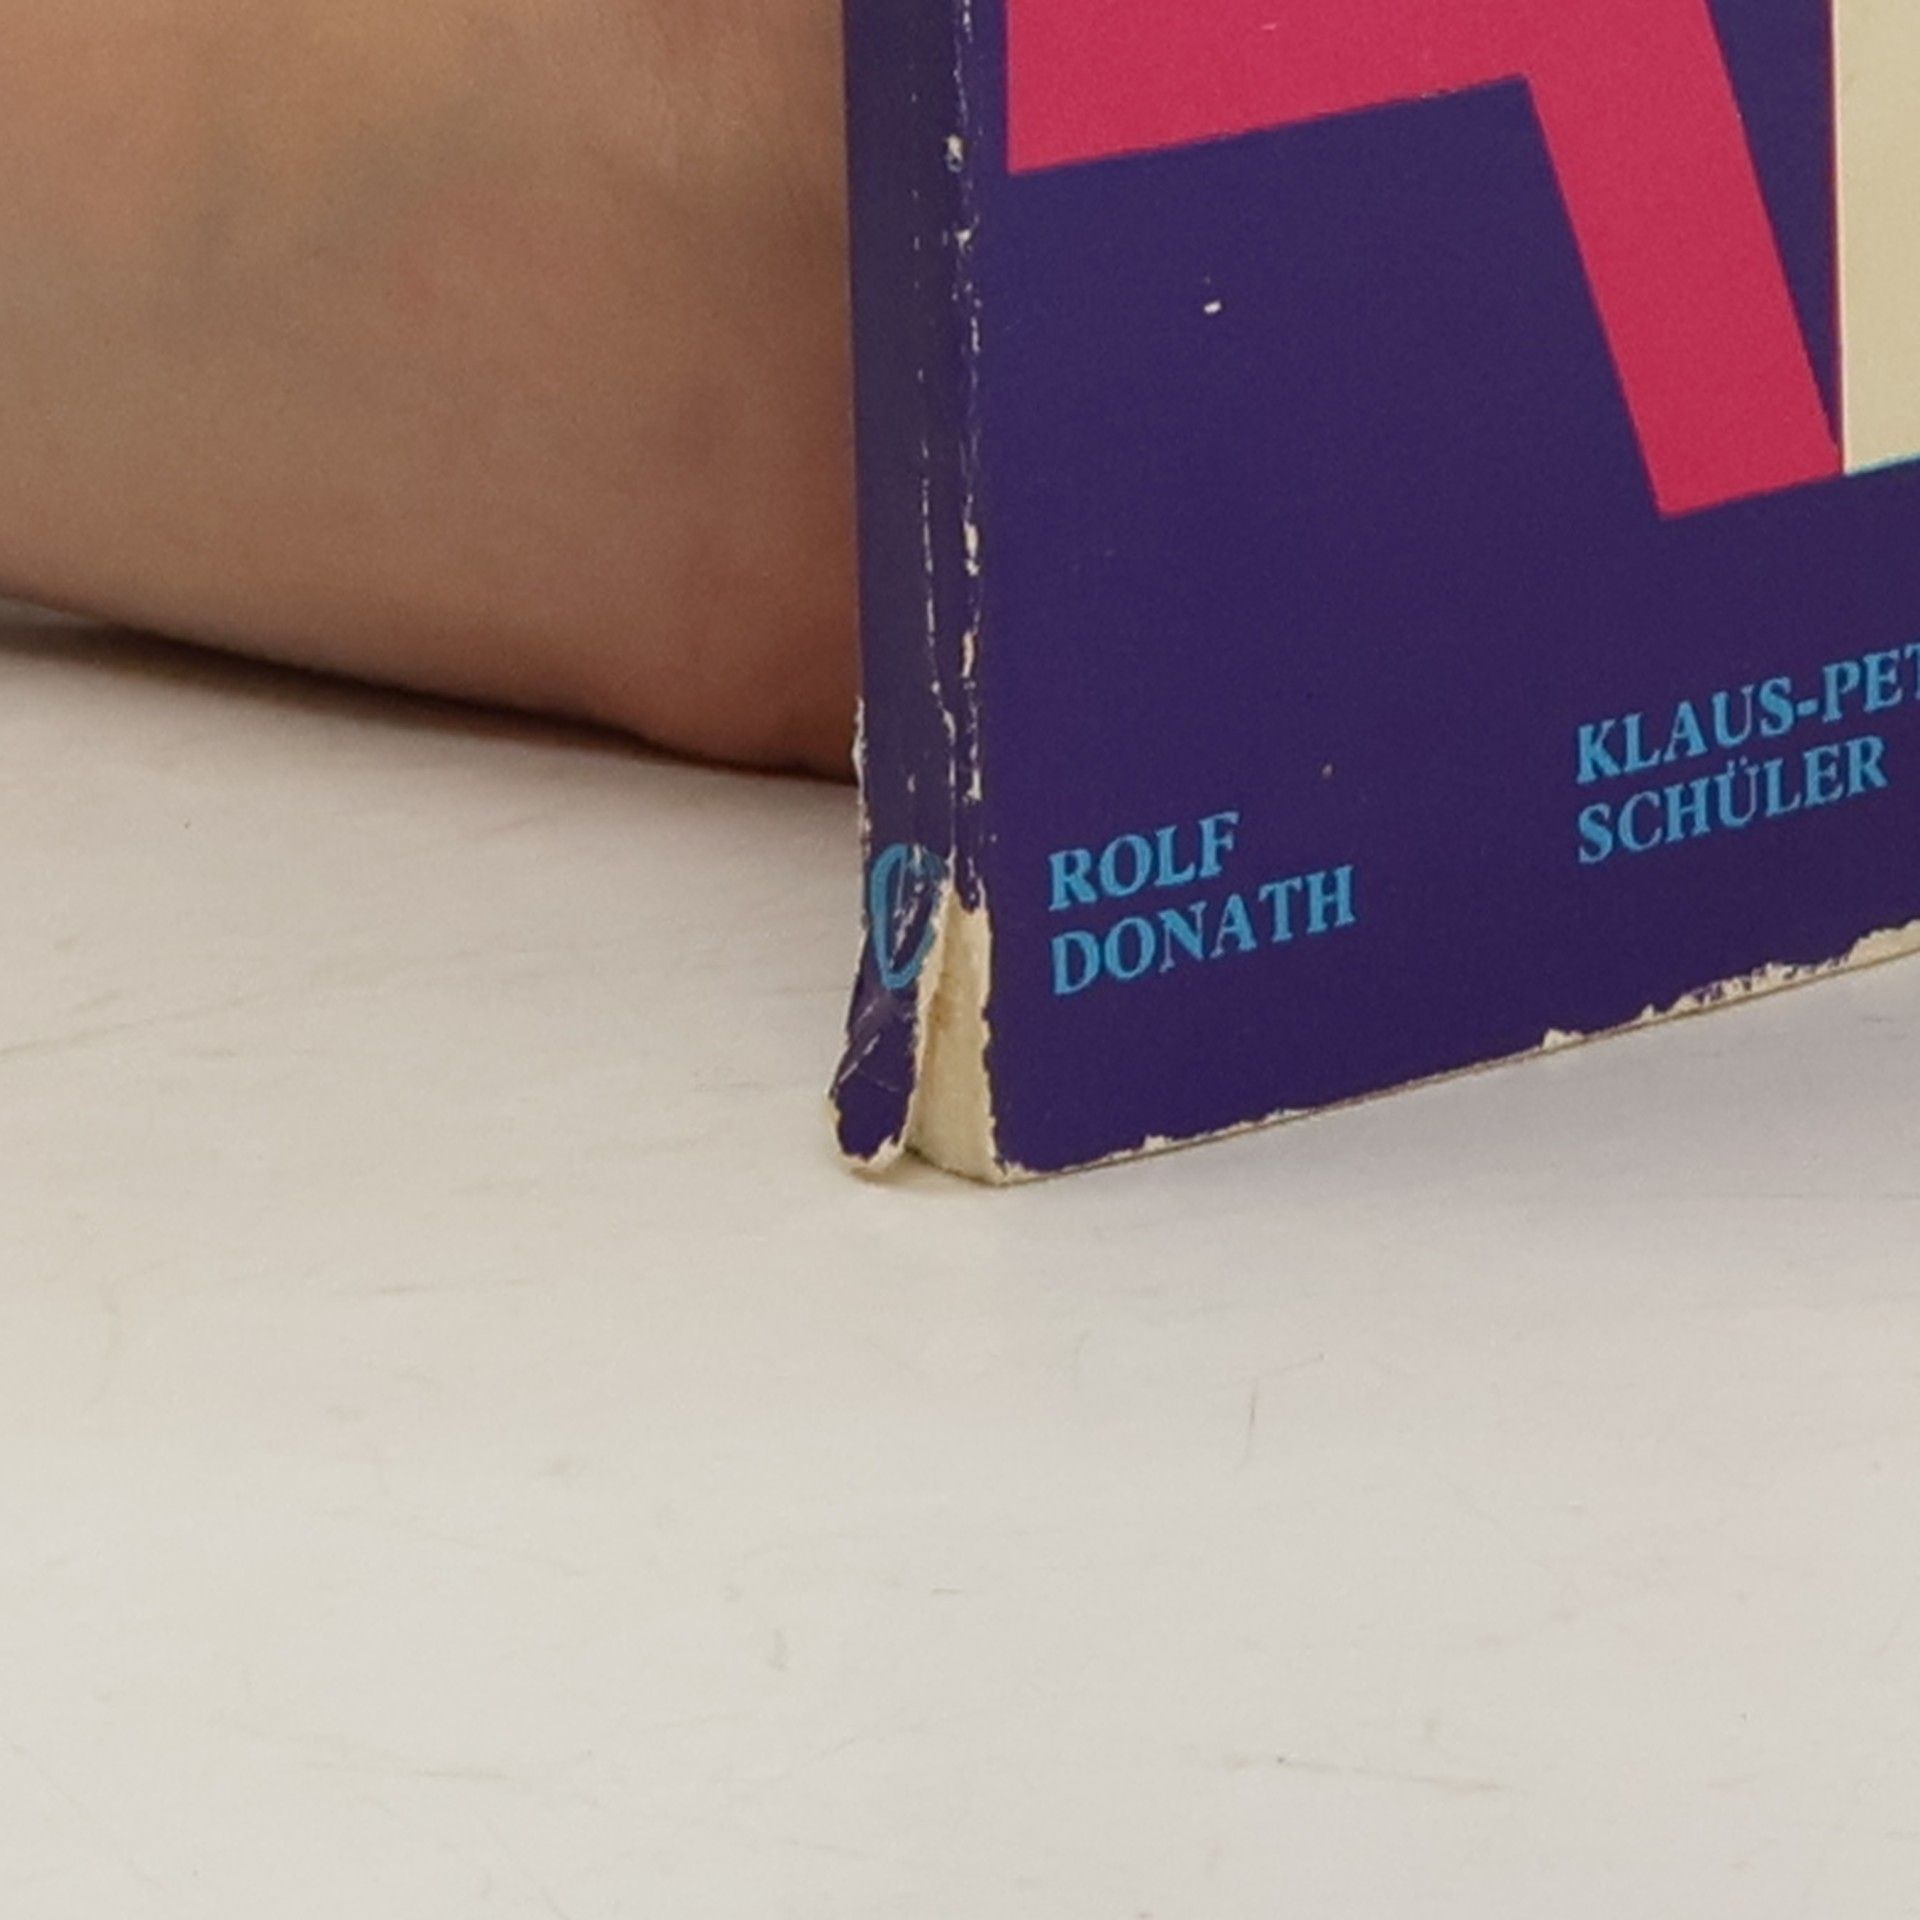 ROLF
DONATH
KLAUS-PET
SCHÜLER